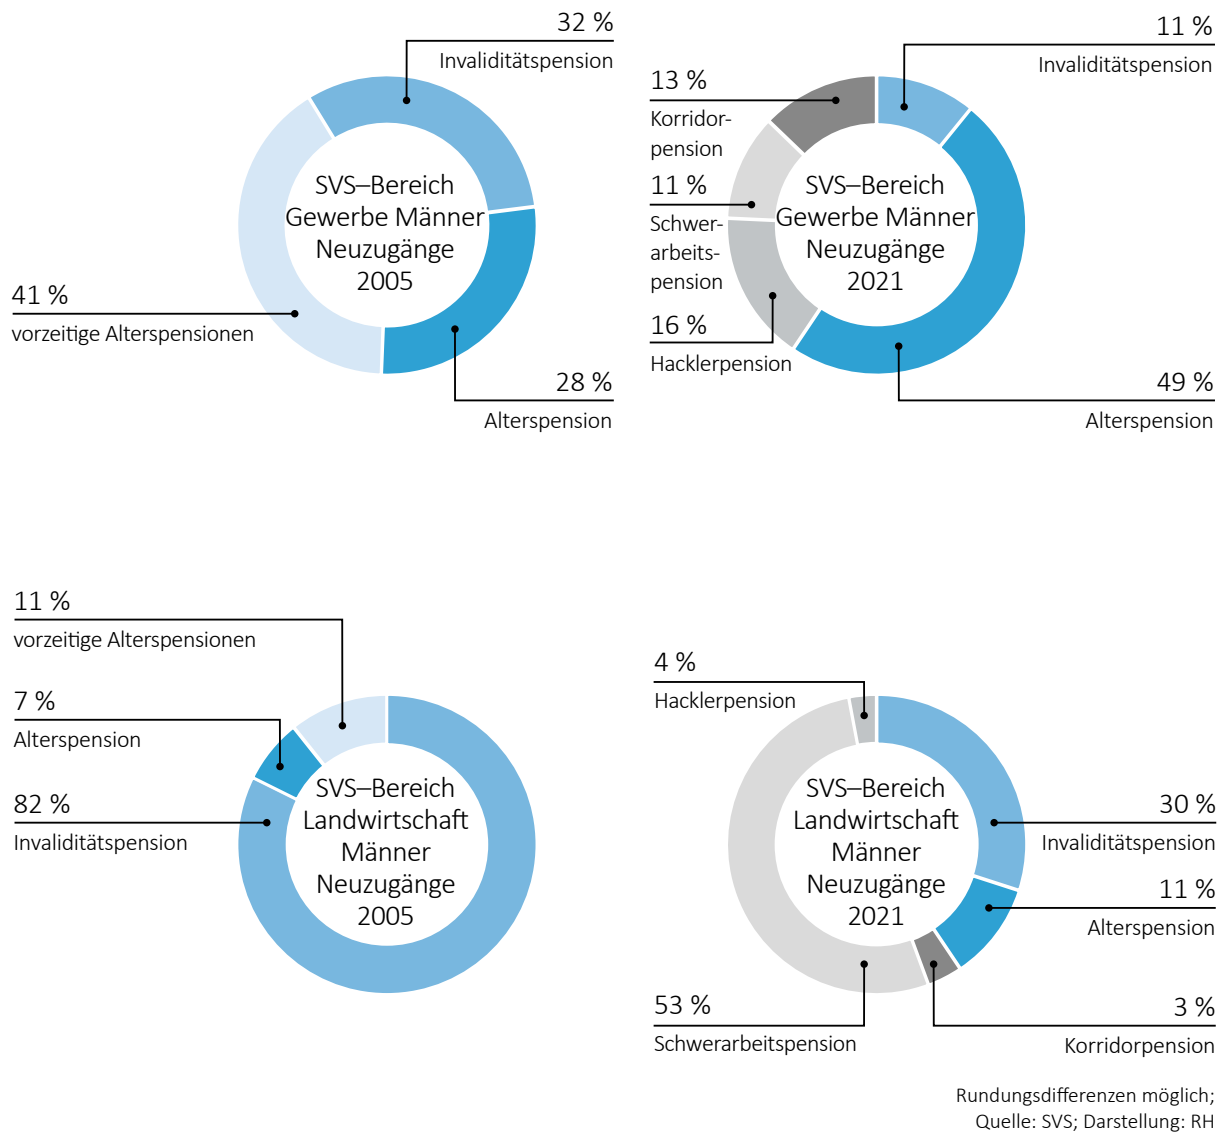 32 %
Invaliditätspension
SVS–Bereich
Gewerbe Männer
Neuzugänge
2005
41 %
vorzeitige Alterspensionen
28 %
Alterspension
11 %
Invaliditätspension
13 %
Korridor-
pension
11 %
Schwer-
arbeits-
pension
16 %
Hacklerpension
SVS–Bereich
Gewerbe Männer
Neuzugänge
2021
49 %
Alterspension
11 %
vorzeitige Alterspensionen
7 %
Alterspension
82 %
Invaliditätspension
SVS–Bereich
Landwirtschaft
Männer
Neuzugänge
2005
4 %
Hacklerpension
SVS–Bereich
Landwirtschaft
Männer
Neuzugänge
2021
30 %
Invaliditätspension
11 %
Alterspension
53 %
Schwerarbeitspension
3 %
Korridorpension
Rundungsdifferenzen möglich;
Quelle: SVS; Darstellung: RH